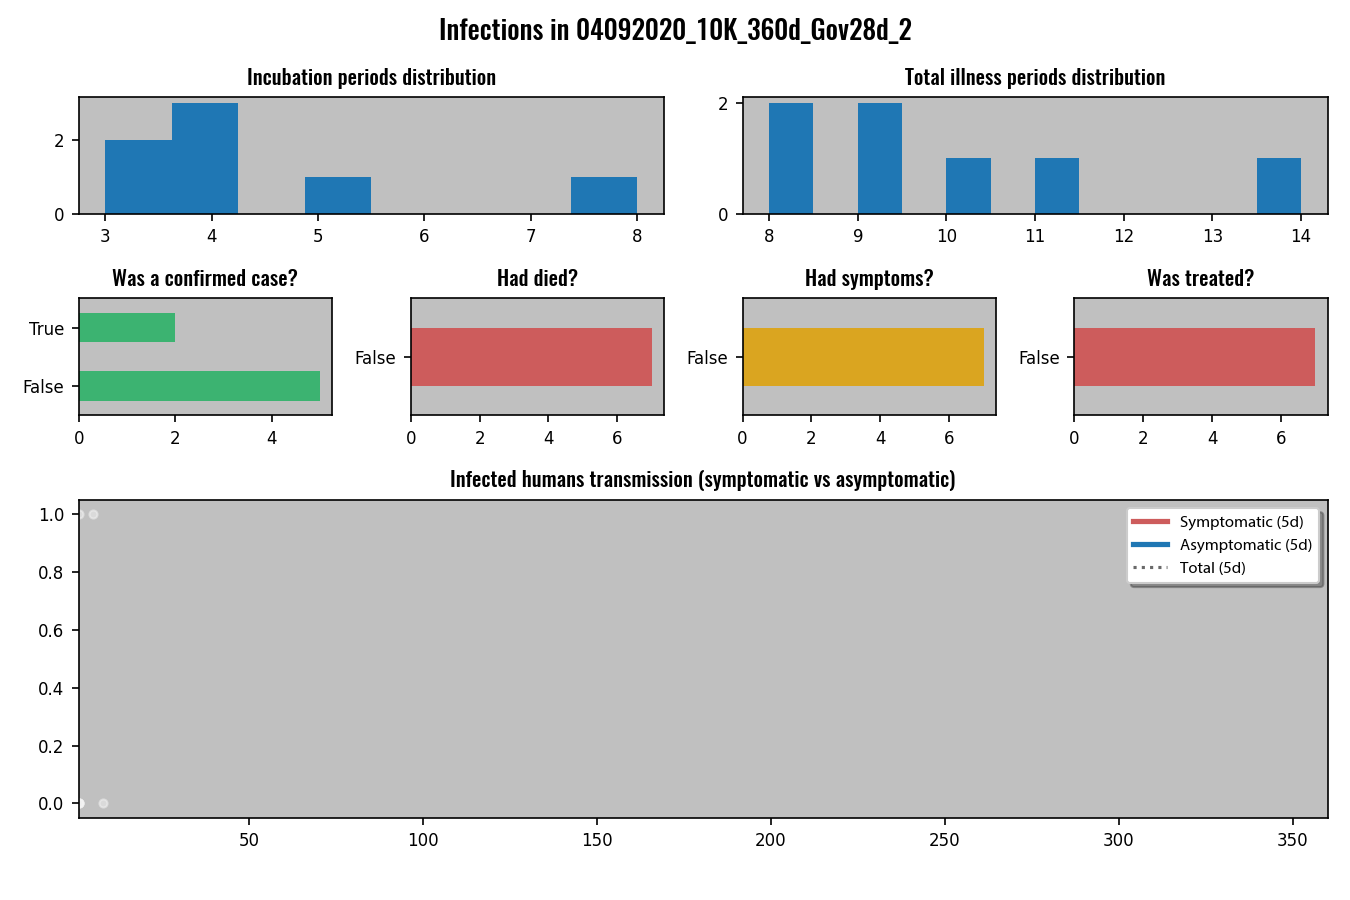 Infections in 04092020_10K_360d_Gov28d_2
Incubation periods distribution
2
0
3 4 5 6 7 8
Total illness periods distribution
2
0
8 9 10 11 12 13 14
Was a confirmed case?
True
False
0 2 4
Had died?
False
0 2 4 6
Had symptoms?
False
0 2 4 6
Was treated?
False
0 2 4 6
Infected humans transmission (symptomatic vs asymptomatic)
1.0
0.8
0.6
0.4
0.2
0.0
50 100 150 200 250 300 350
Symptomatic (5d)
Asymptomatic (5d)
Total (5d)